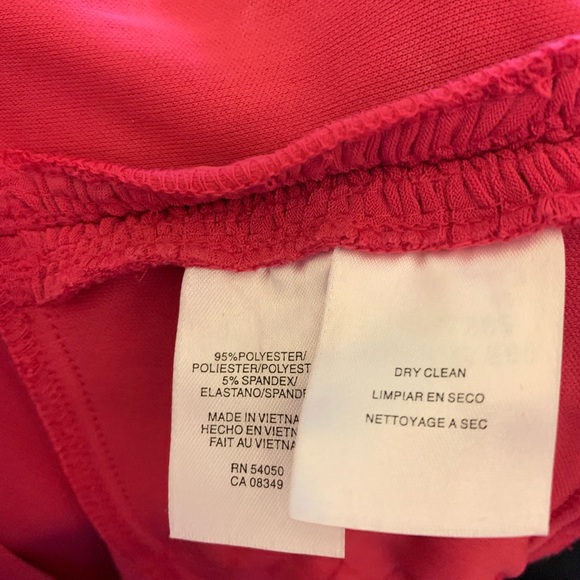 95%POLYESTER/
POLIESTER/POLYEST
5% SPANDEX/
ELASTANO/SPANDE
MADE IN VIETNA
HECHO EN VIETN
FAIT AU VIETNA
RN 54050
CA 08349
DRY CLEAN
LIMPIAR EN SECO
NETTOYAGE A SEC